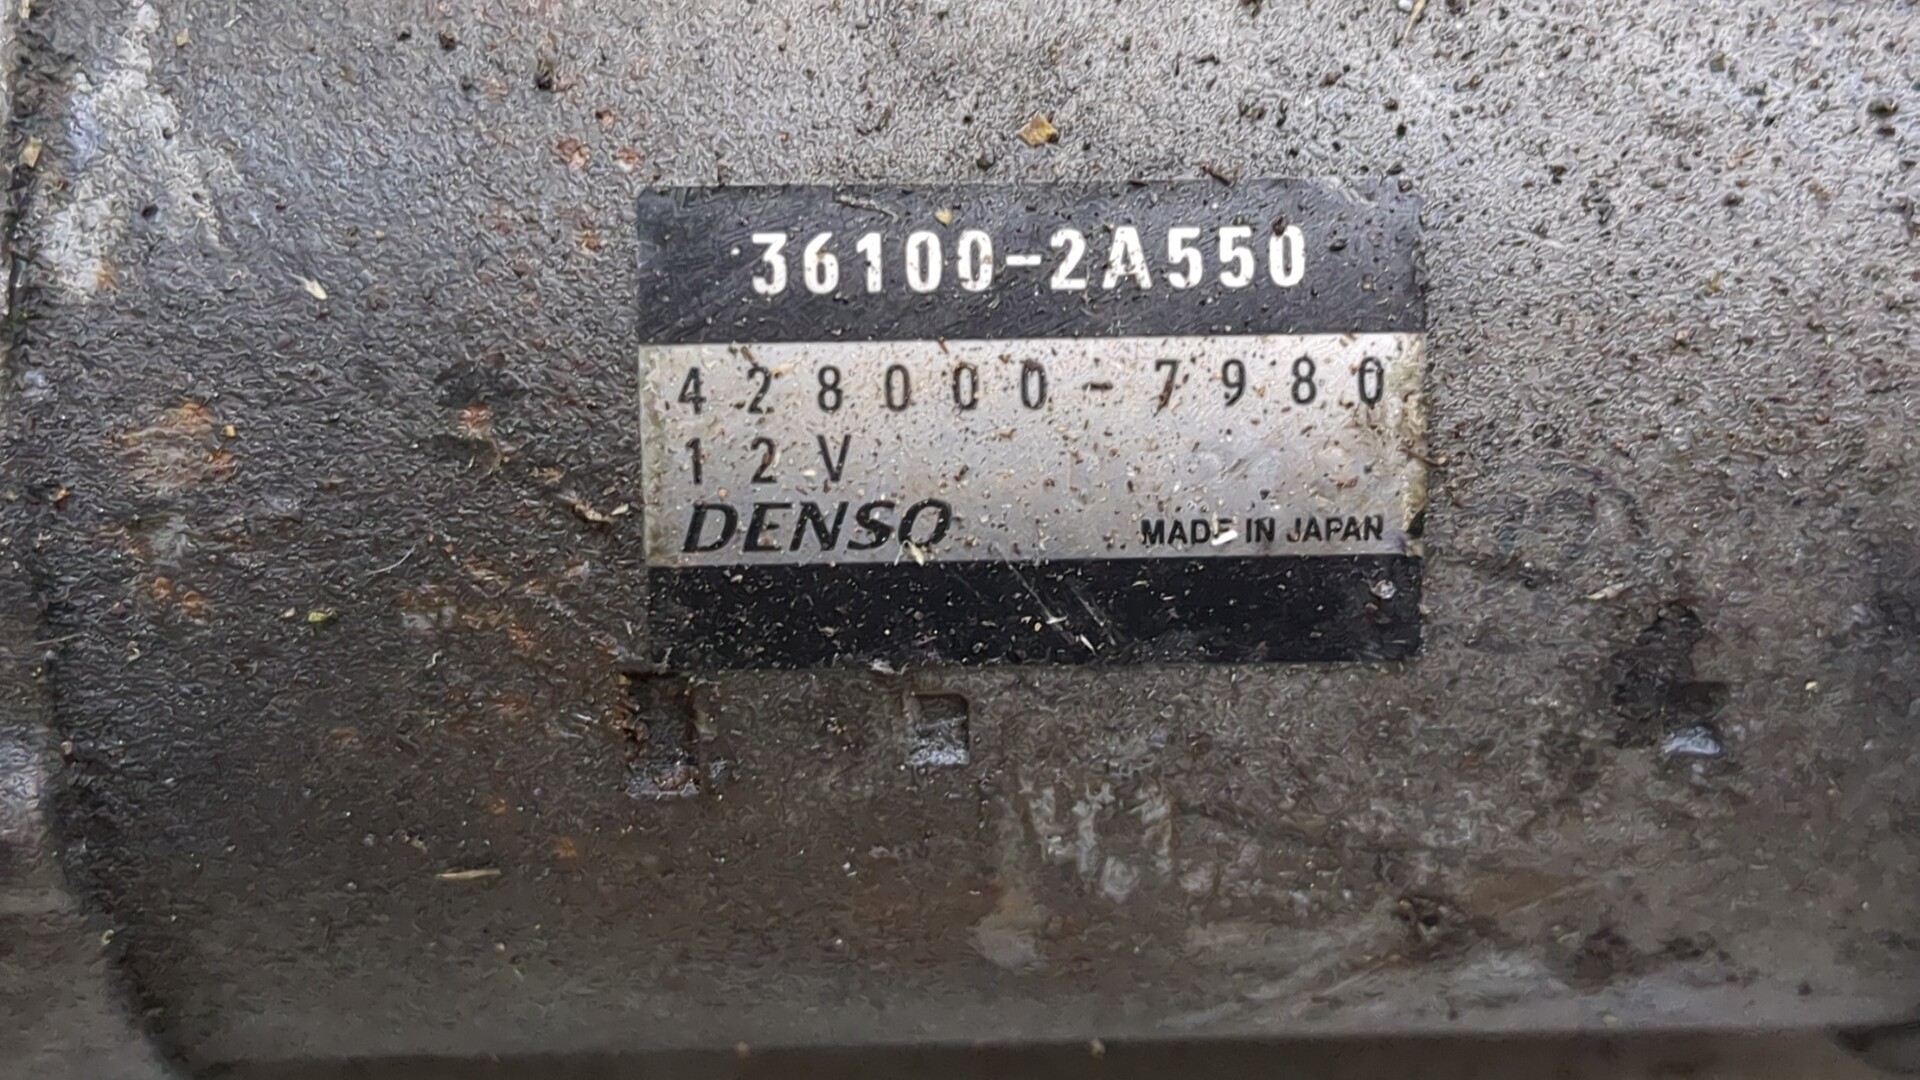 36100-2A550
428000-7980
12V
DENSO
MADE IN JAPAN